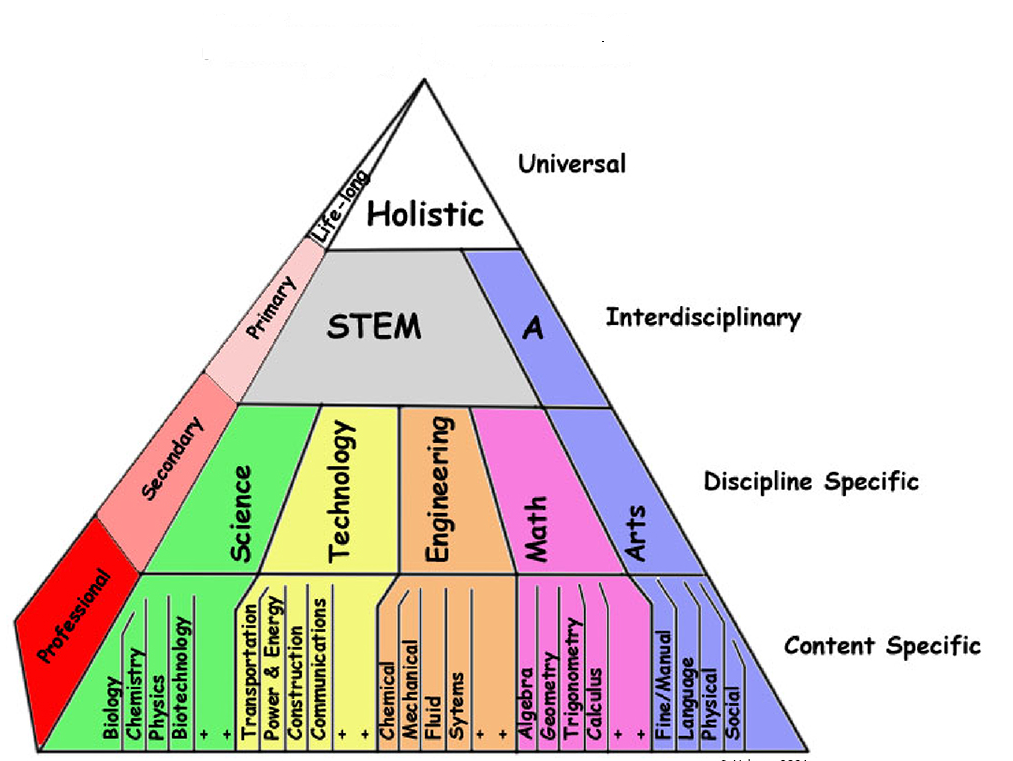 Universal
Life-long
Holistic
Primary
STEM
A
Interdisciplinary
Secondary
Science
Technology
Engineering
Math
Arts
Discipline Specific
Professional
Biology
Chemistry
Physics
Biotechnology
+
+
Transportation
Power & Energy
Construction
Communications
+
+
Chemical
Mechanical
Fluid
Sytems
+
+
Algebra
Geometry
Trigonometry
Calculus
+
+
Fine/Manual
Language
Physical
Social
Content Specific